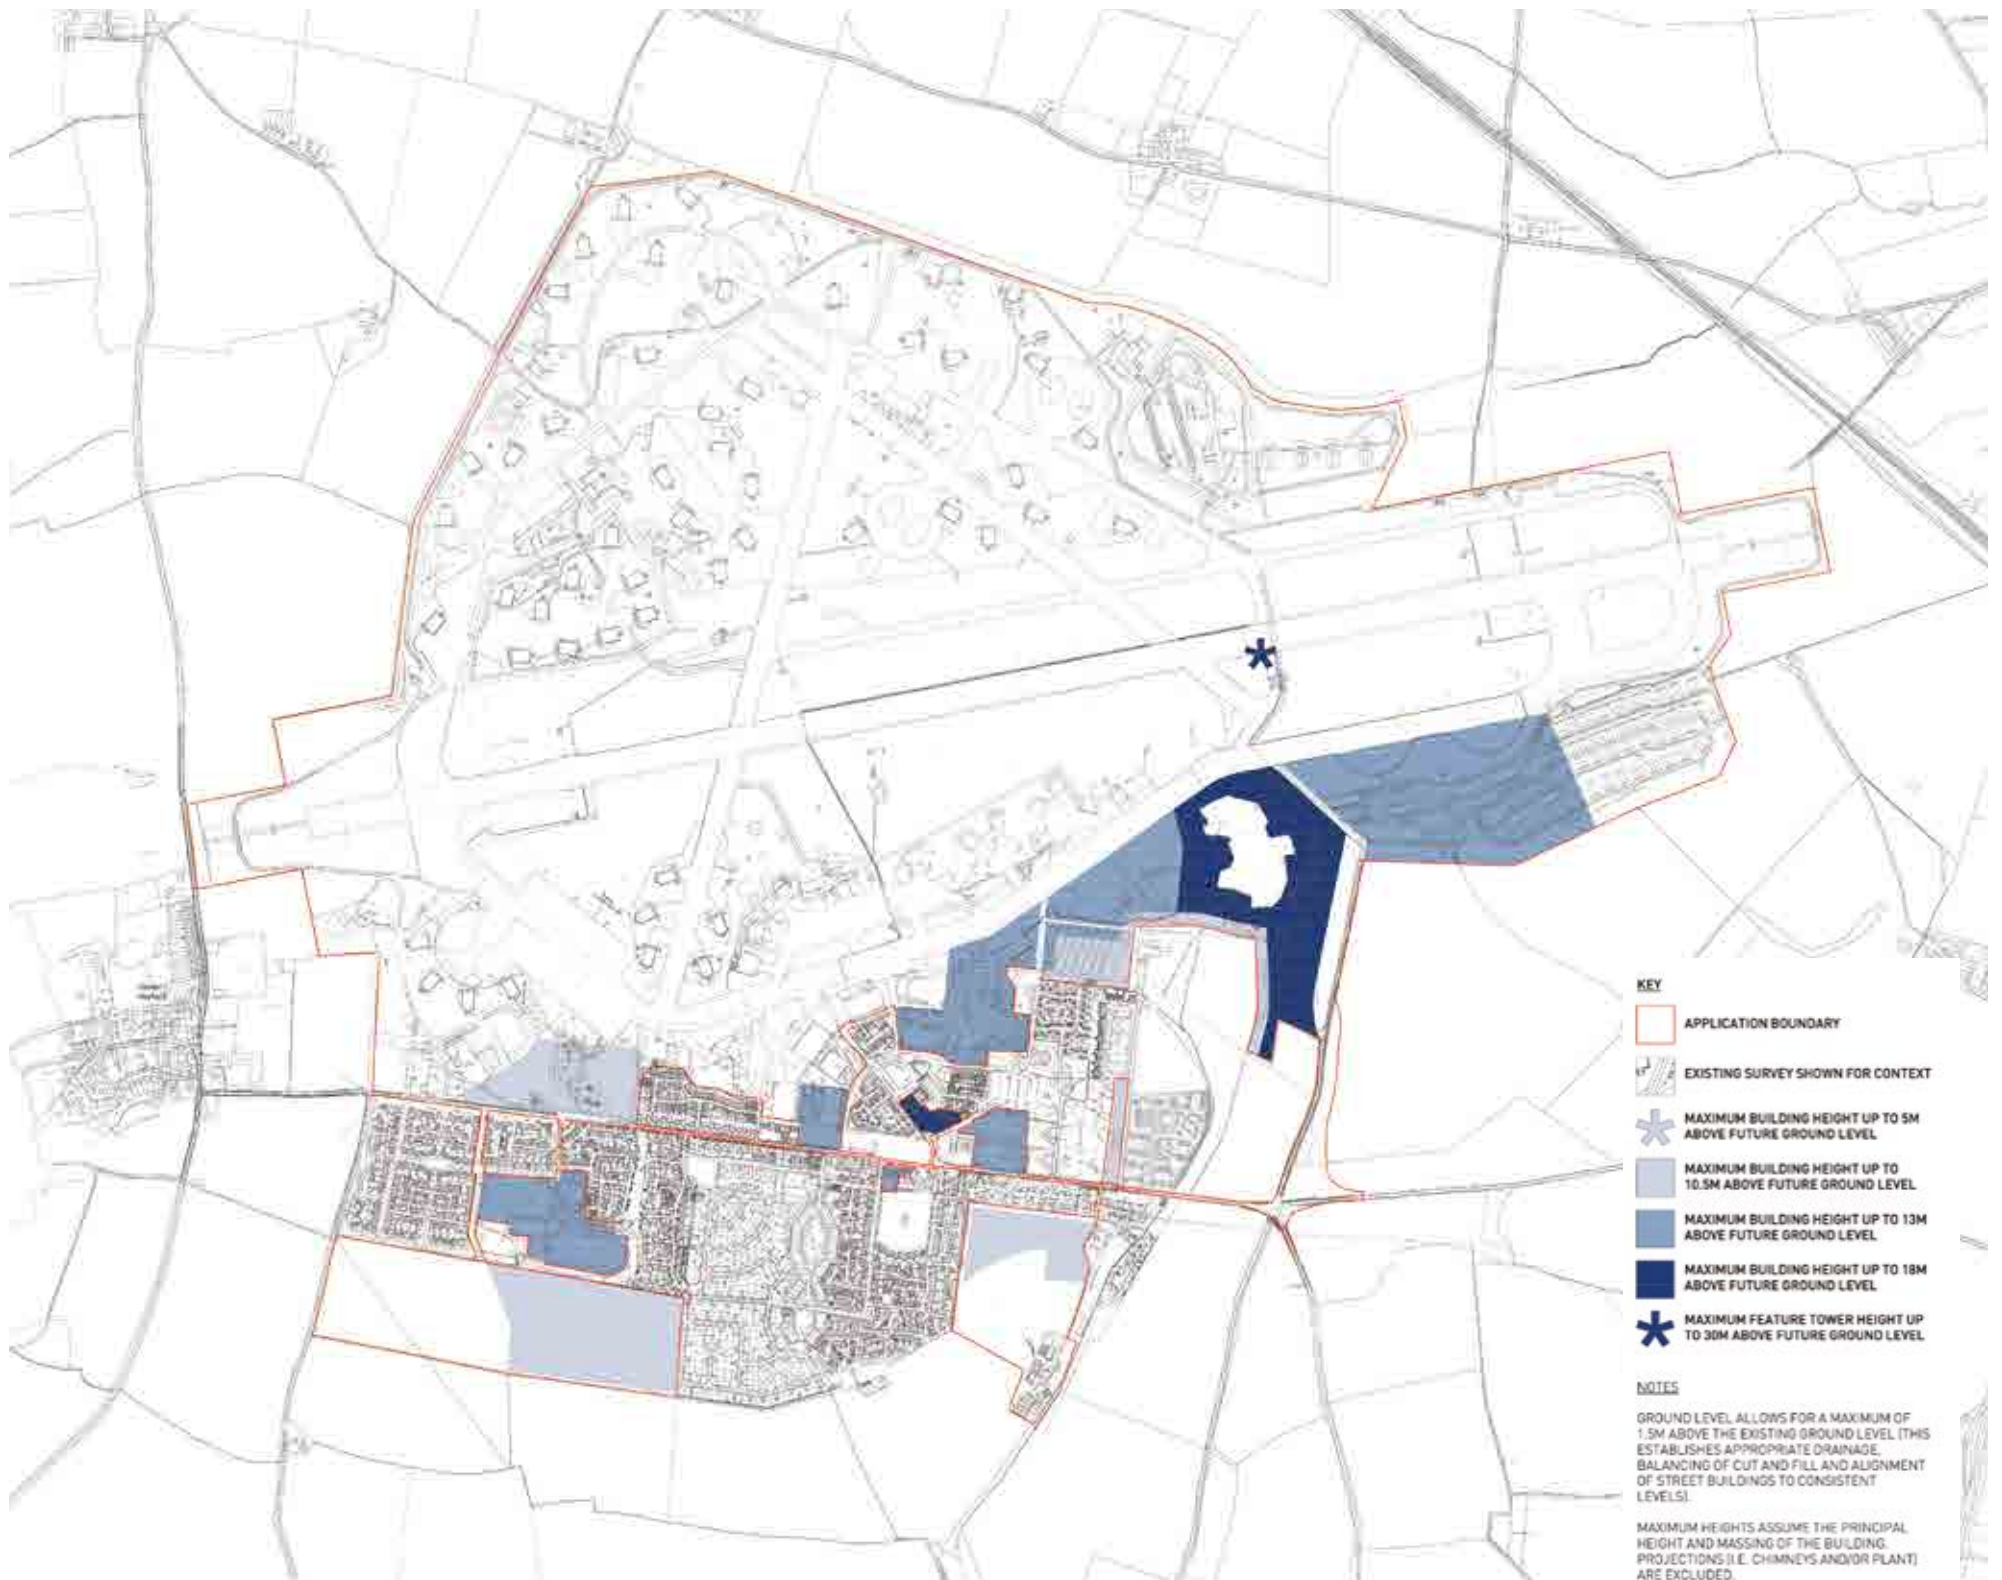 KEY
APPLICATION BOUNDARY
EXISTING SURVEY SHOWN FOR CONTEXT
MAXIMUM BUILDING HEIGHT UP TO 5M
ABOVE FUTURE GROUND LEVEL
MAXIMUM BUILDING HEIGHT UP TO
10.5M ABOVE FUTURE GROUND LEVEL
MAXIMUM BUILDING HEIGHT UP TO 13M
ABOVE FUTURE GROUND LEVEL
MAXIMUM BUILDING HEIGHT UP TO 18M
ABOVE FUTURE GROUND LEVEL
MAXIMUM FEATURE TOWER HEIGHT UP
TO 30M ABOVE FUTURE GROUND LEVEL
NOTES
GROUND LEVEL ALLOWS FOR A MAXIMUM OF
1.5M ABOVE THE EXISTING GROUND LEVEL (THIS
ESTABLISHES APPROPRIATE DRAINAGE,
BALANCING OF CUT AND FILL AND ALIGNMENT
OF STREET BUILDINGS TO CONSISTENT
LEVELS).
MAXIMUM HEIGHTS ASSUME THE PRINCIPAL
HEIGHT AND MASSING OF THE BUILDING.
PROJECTIONS (I.E. CHIMNEYS AND/OR PLANT)
ARE EXCLUDED.